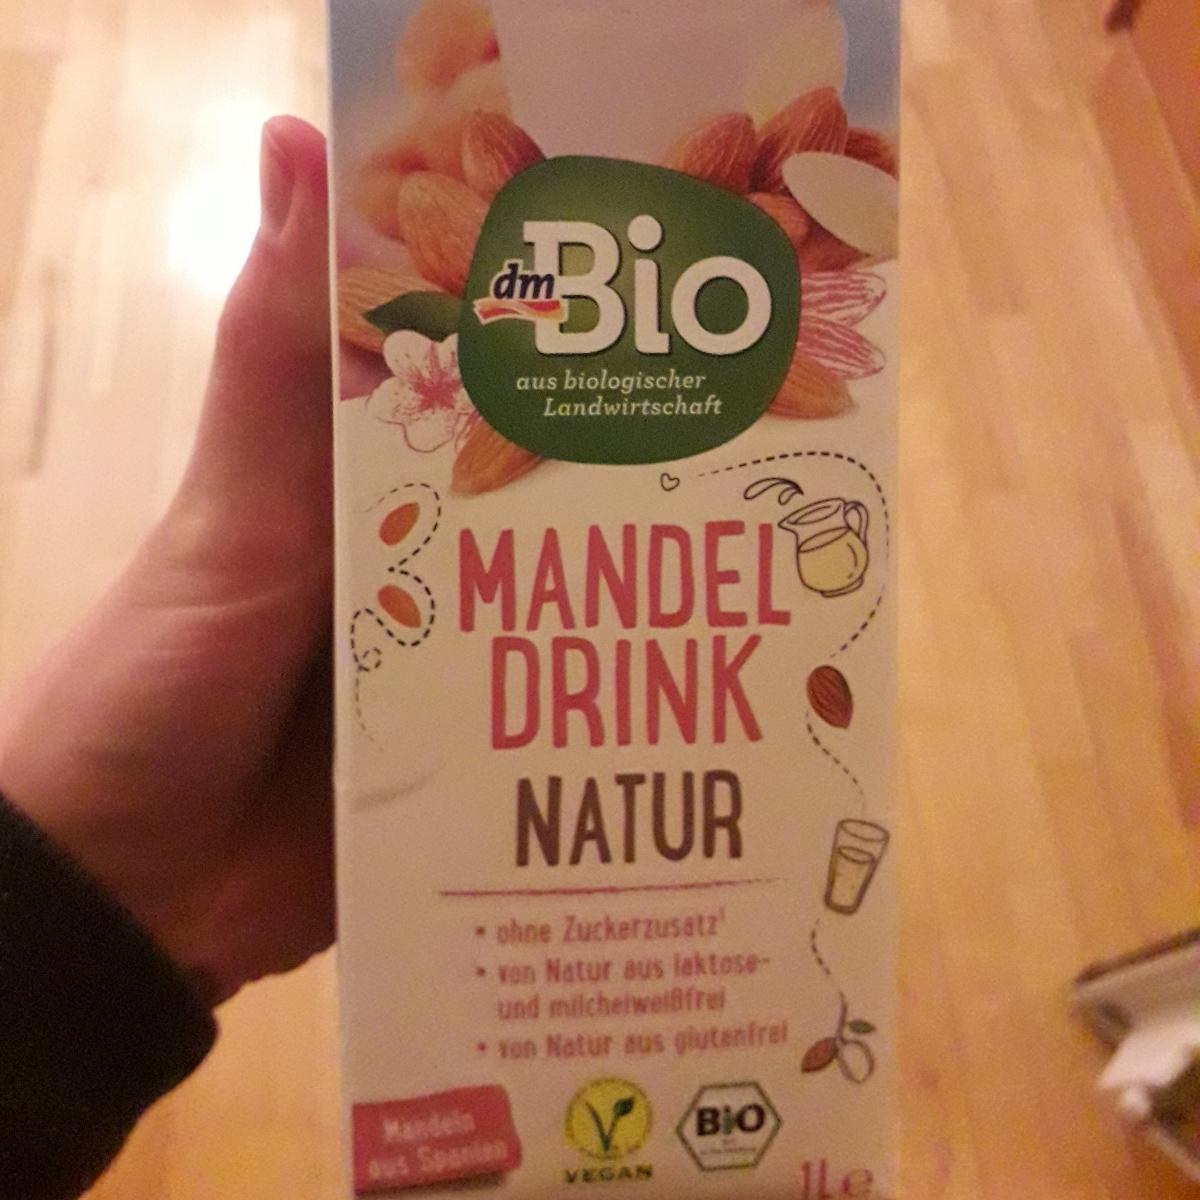 dm
Bio
aus biologischer
Landwirtschaft
MANDEL
DRINK
NATUR
• ohne Zuckerzusatz¹
• von Natur aus laktose-
und milcheiweißfrei
• von Natur aus glutenfrei
Mandeln
aus Spanien
VEGAN
BiO
1L e